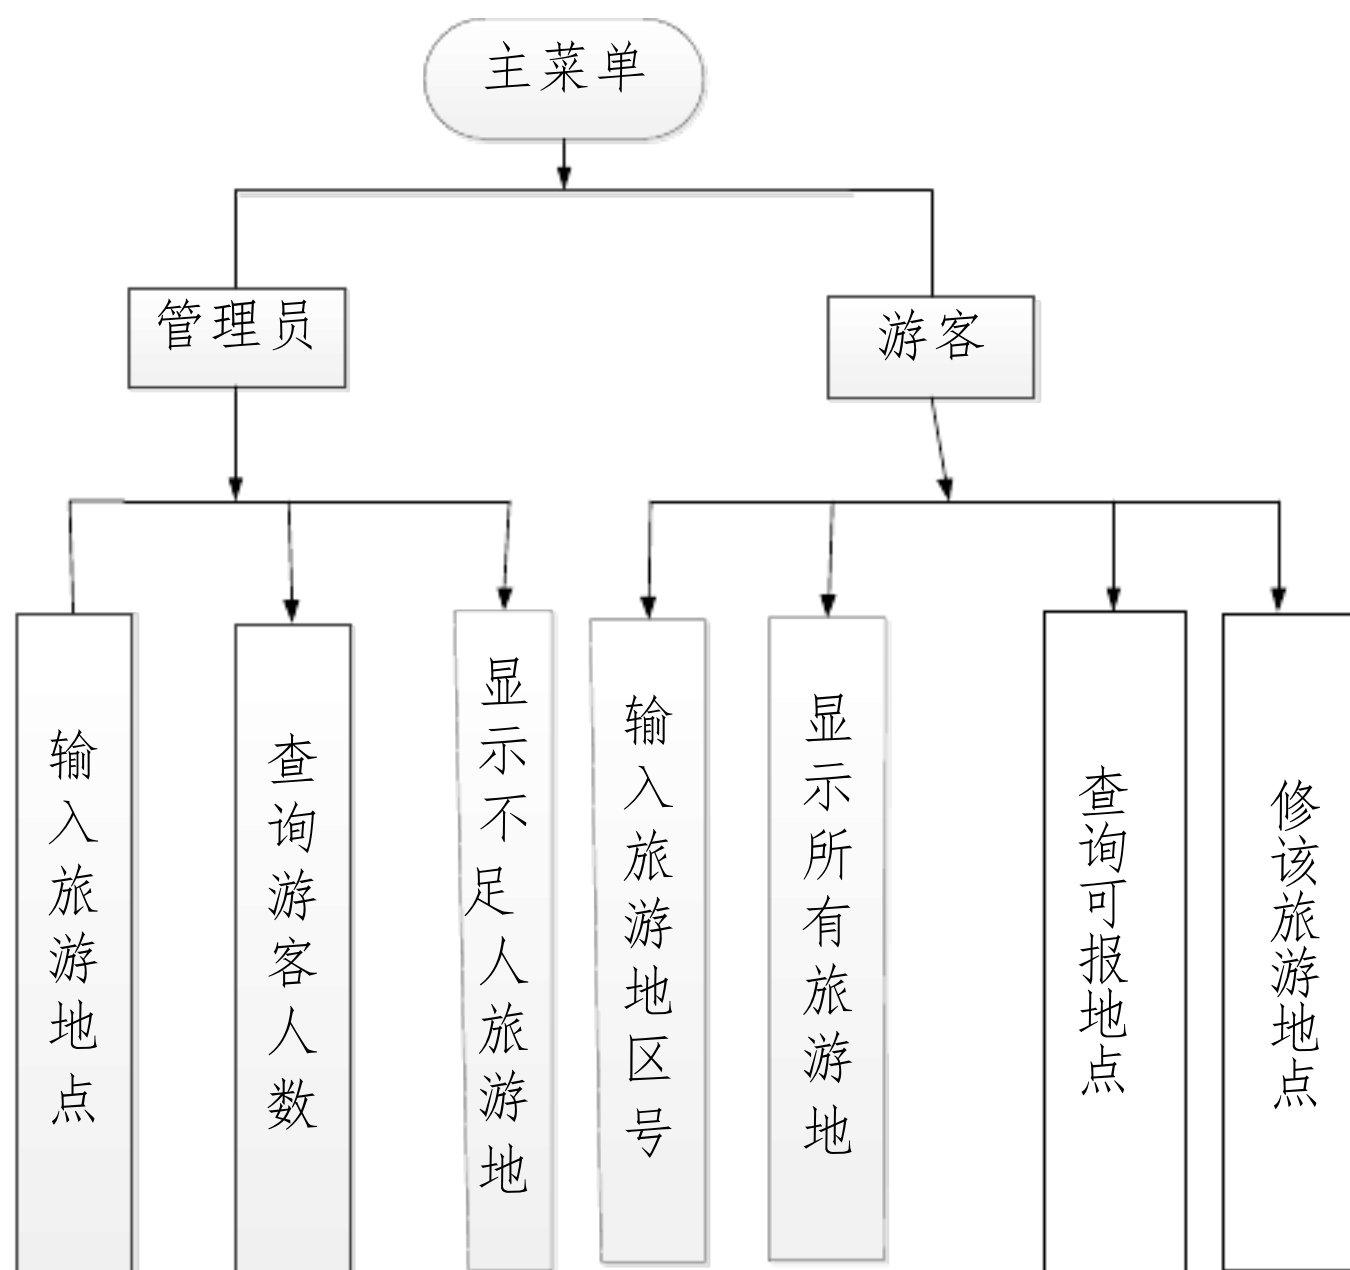 主菜单
管理员
游客
输入旅游地点
查询游客人数
显示不足人旅游地
输入旅游地区号
显示所有旅游地
查询可报地点
修该旅游地点